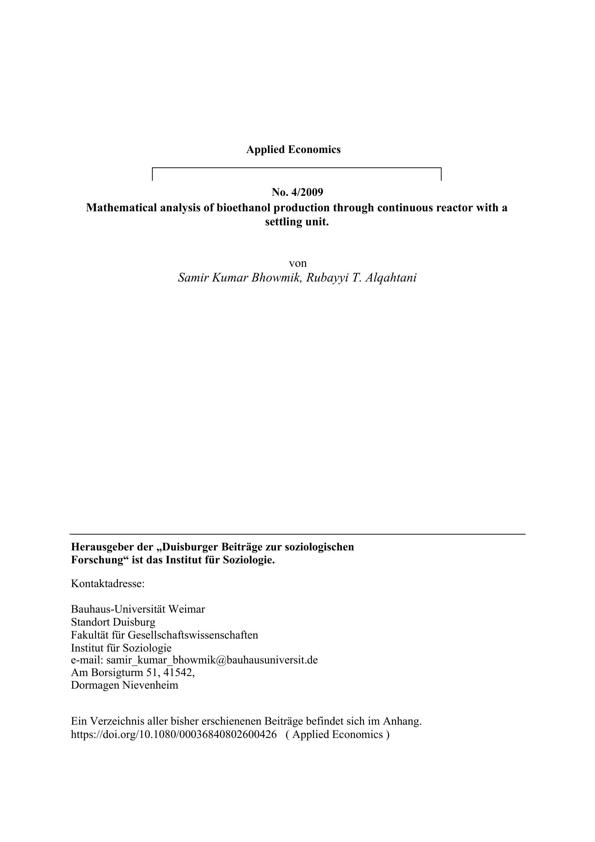 Applied Economics
No. 4/2009
Mathematical analysis of bioethanol production through continuous reactor with a
settling unit.
von
Samir Kumar Bhowmik, Rubayyi T. Alqahtani
Herausgeber der „Duisburger Beiträge zur soziologischen
Forschung“ ist das Institut für Soziologie.
Kontaktadresse:
Bauhaus-Universität Weimar
Standort Duisburg
Fakultät für Gesellschaftswissenschaften
Institut für Soziologie
e-mail: samir_kumar_bhowmik@bauhausuniversit.de
Am Borsigturm 51, 41542,
Dormagen Nievenheim
Ein Verzeichnis aller bisher erschienenen Beiträge befindet sich im Anhang.
https://doi.org/10.1080/00036840802600426 ( Applied Economics )